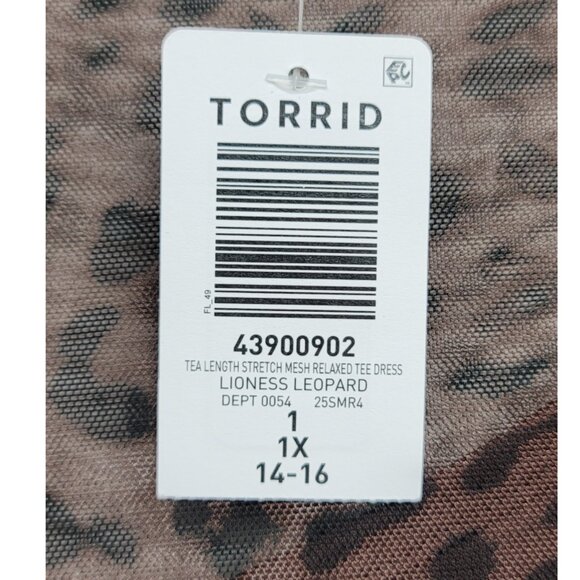 TORRID
FL_49
43900902
TEA LENGTH STRETCH MESH RELAXED TEE DRESS
LIONESS LEOPARD
DEPT 0054 25SMR4
1
1X
14-16